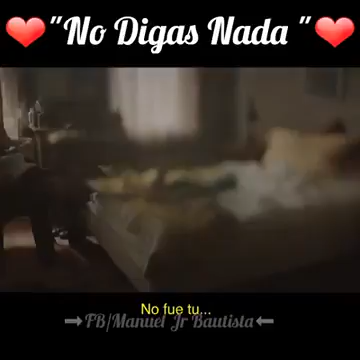 ❤"No Digas Nada "❤
No fue tu...
➡FB/Manuel Jr Bautista⬅